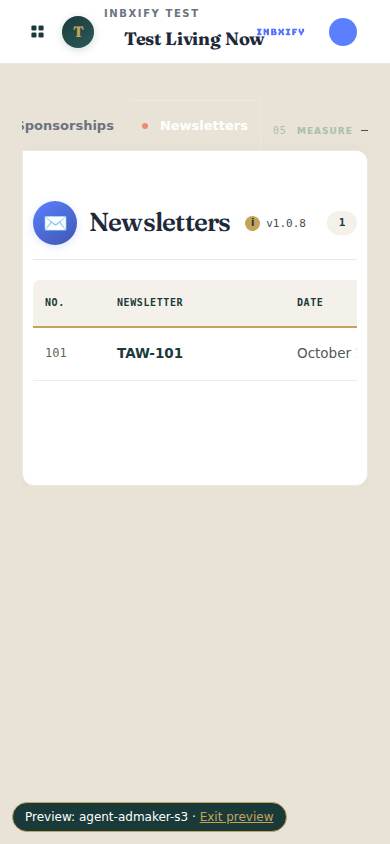 INBXIFY TEST
T
Test Living Now
INBXIFY
Sponsorships
Newsletters
05 MEASURE
Newsletters
i
v1.0.8
1
NO. NEWSLETTER DATE
101 TAW-101 October
Preview: agent-admaker-s3 · Exit preview